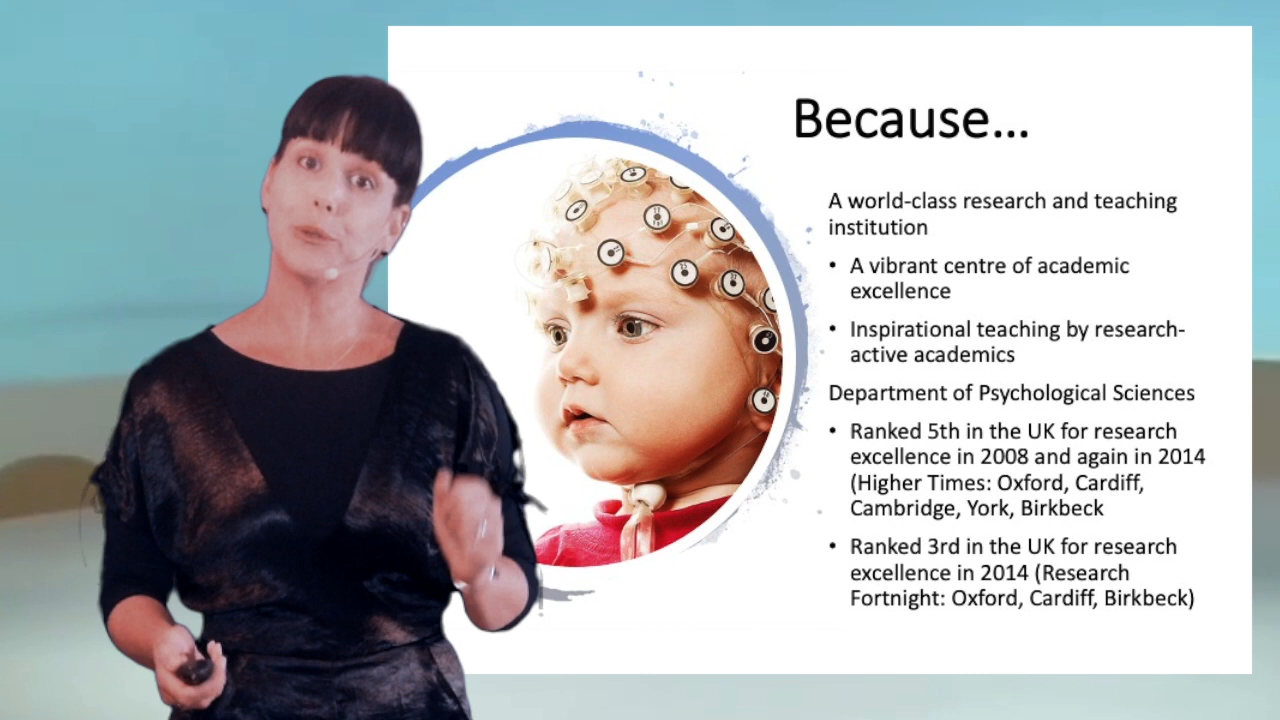 Because...
A world-class research and teaching
institution
• A vibrant centre of academic
excellence
• Inspirational teaching by research-
active academics
Department of Psychological Sciences
• Ranked 5th in the UK for research
excellence in 2008 and again in 2014
(Higher Times: Oxford, Cardiff,
Cambridge, York, Birkbeck
• Ranked 3rd in the UK for research
excellence in 2014 (Research
Fortnight: Oxford, Cardiff, Birkbeck)